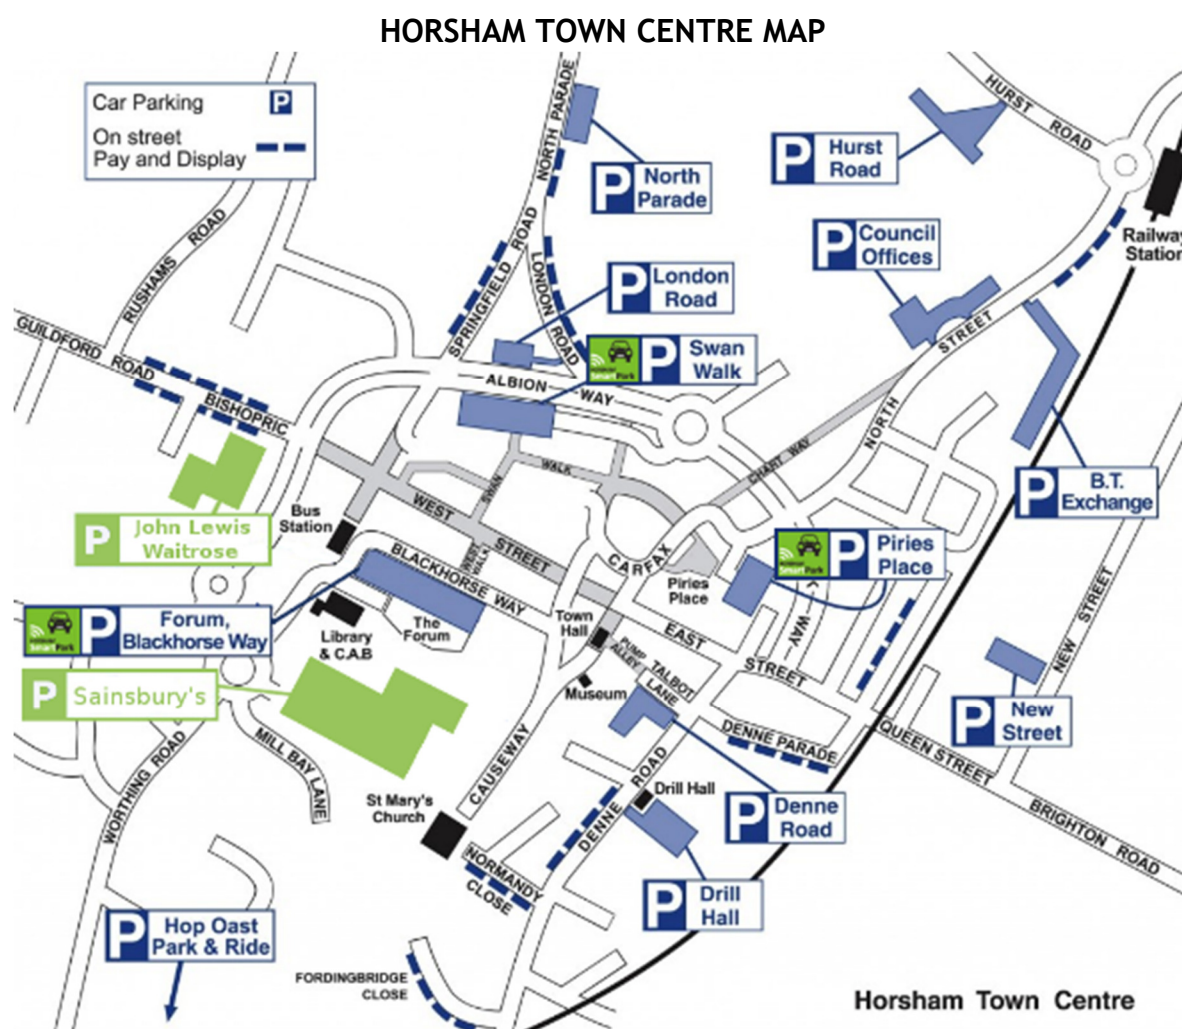 HORSHAM TOWN CENTRE MAP
Car Parking
P
On street
Pay and Display
NORTH PARADE
P
North
Parade
HURST ROAD
P
Hurst
Road
P
Council
Offices
Railway
Station
RUSHAMS ROAD
SPRINGFIELD ROAD
LONDON ROAD
P
London
Road
SmartPark
P
Swan
Walk
GUILDFORD ROAD
BISHOPRIC
ALBION WAY
NORTH STREET
CHART WAY
P
B.T.
Exchange
P
John Lewis
Waitrose
Bus
Station
SWAN WALK
WEST STREET
WEST WALK
BLACKHORSE WAY
CARFAX
SmartPark
P
Piries
Place
Piries
Place
WAY
SmartPark
P
Forum,
Blackhorse Way
Library
& C.A.B
The
Forum
Town
Hall
PUMP ALLEY
EAST STREET
TALBOT LANE
Museum
P
Sainsbury's
NEW STREET
P
New
Street
QUEEN STREET
BRIGHTON ROAD
DENNE PARADE
MILL BAY LANE
WORTHING ROAD
CAUSEWAY
St Mary's
Church
DENNE ROAD
Drill Hall
P
Denne
Road
NORMANDY
CLOSE
P
Drill
Hall
P
Hop Oast
Park & Ride
FORDINGBRIDGE
CLOSE
Horsham Town Centre